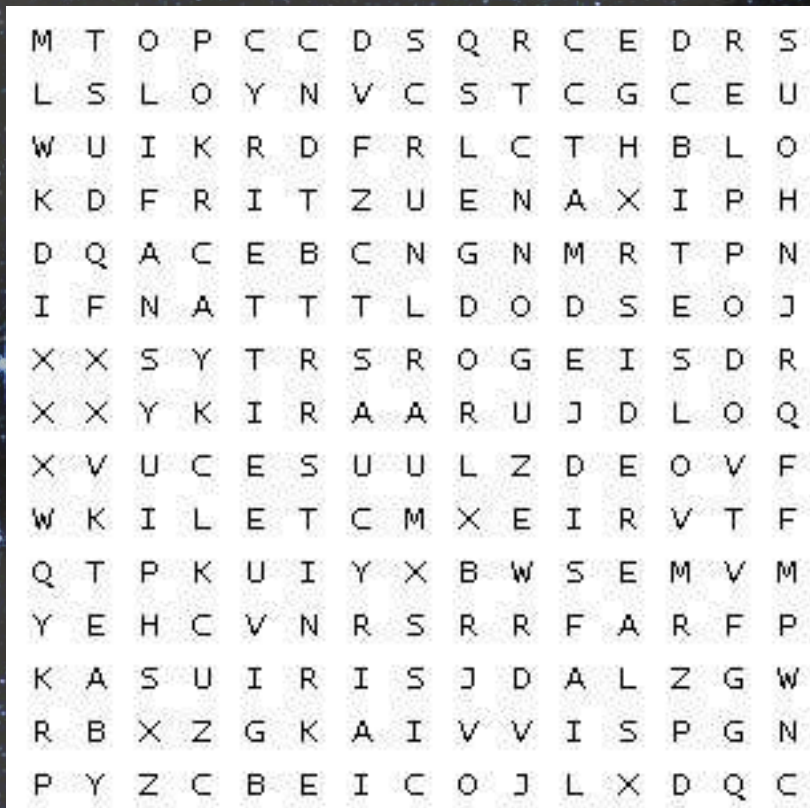 M T O P C C D S Q R C E D R S
L S L O Y N V C S T C G C E U
W U I K R D F R L C T H B L O
K D F R I T Z U E N A X I P H
D Q A C E B C N G N M R T P N
I F N A T T T L D O D S E O J
X X S Y T R S R O G E I S D R
X X Y K I R A A R U J D L O Q
X V U C E S U U L Z D E O V F
W K I L E T C M X E I R V T F
Q T P K U I Y X B W S E M V M
Y E H C V N R S R R F A R F P
K A S U I R I S J D A L Z G W
R B X Z G K A I V V I S P G N
P Y Z C B E I C O J L X D Q C